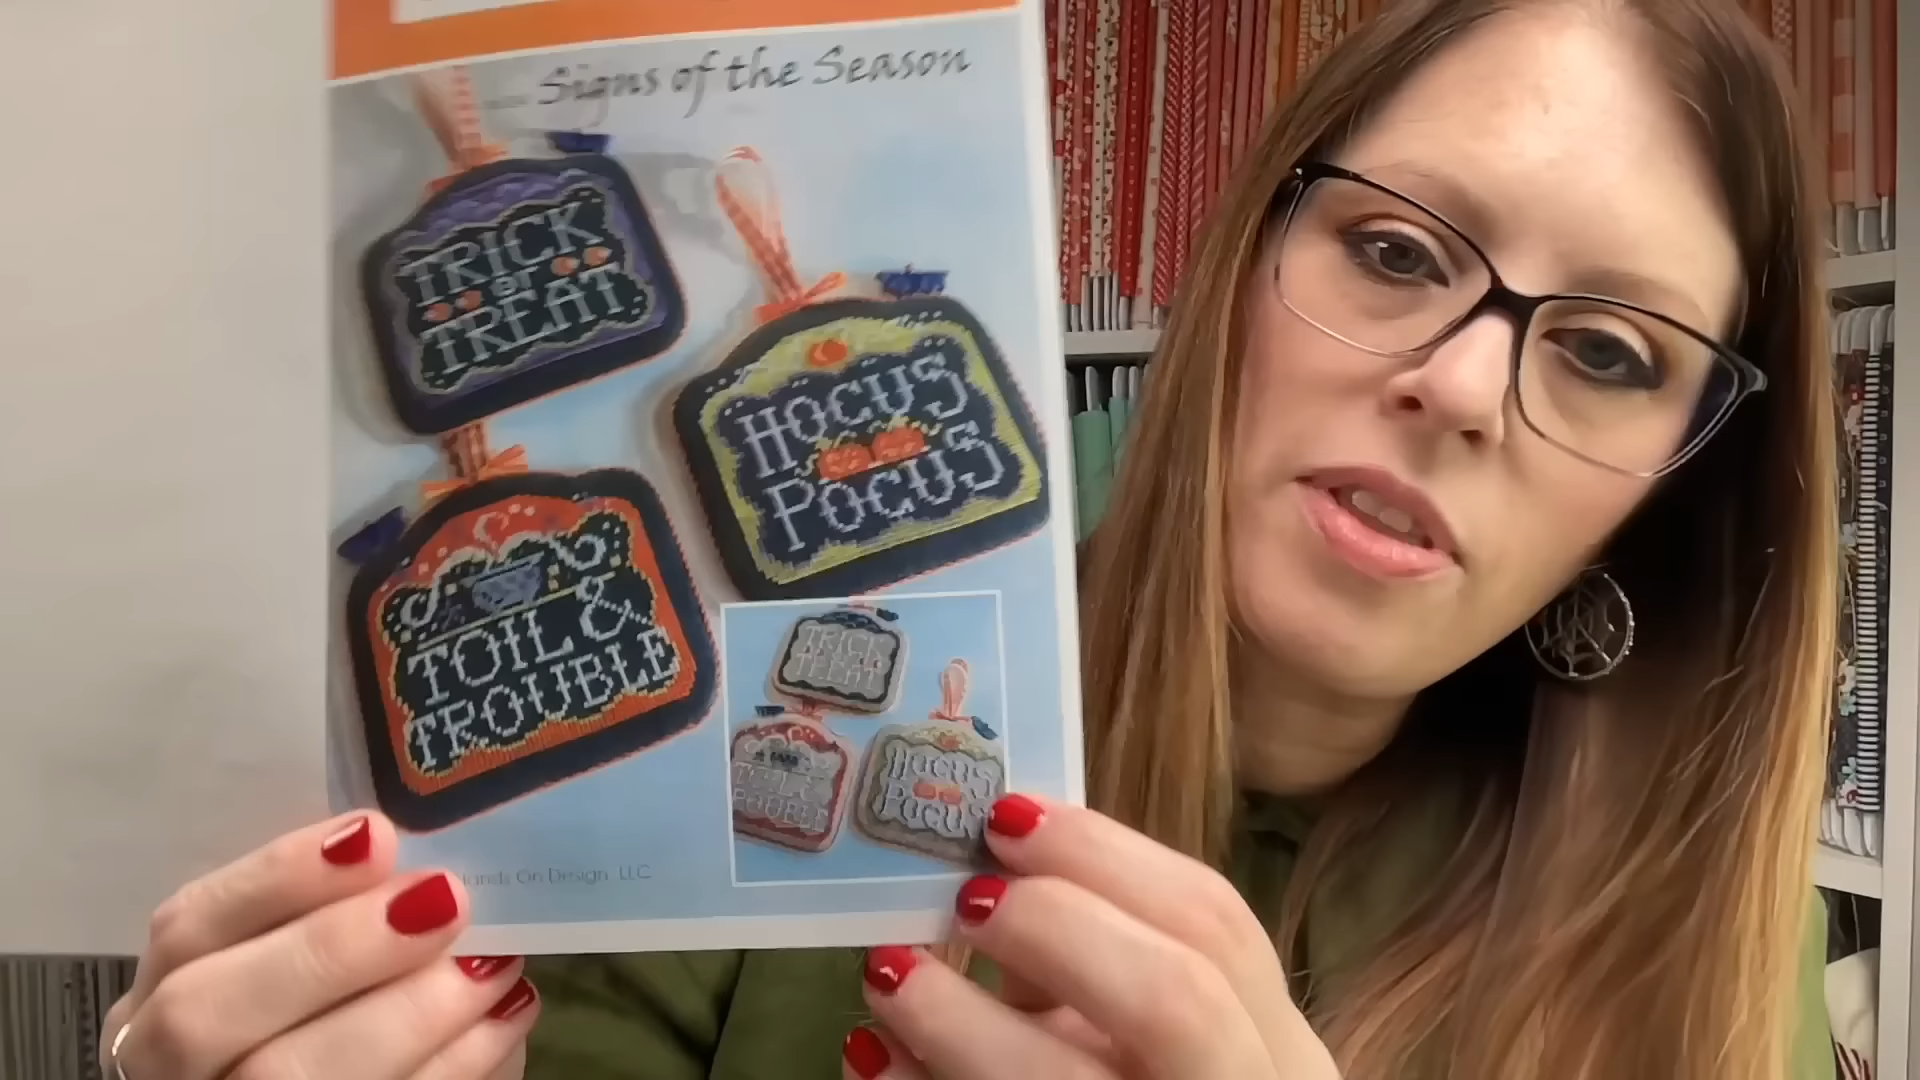 Signs of the Season
TRICK
or
TREAT
HOCUS
POCUS
TOIL &
TROUBLE
TRICK
TREAT
TOIL &
TROUBLE
HOCUS
POCUS
Hands On Design LLC